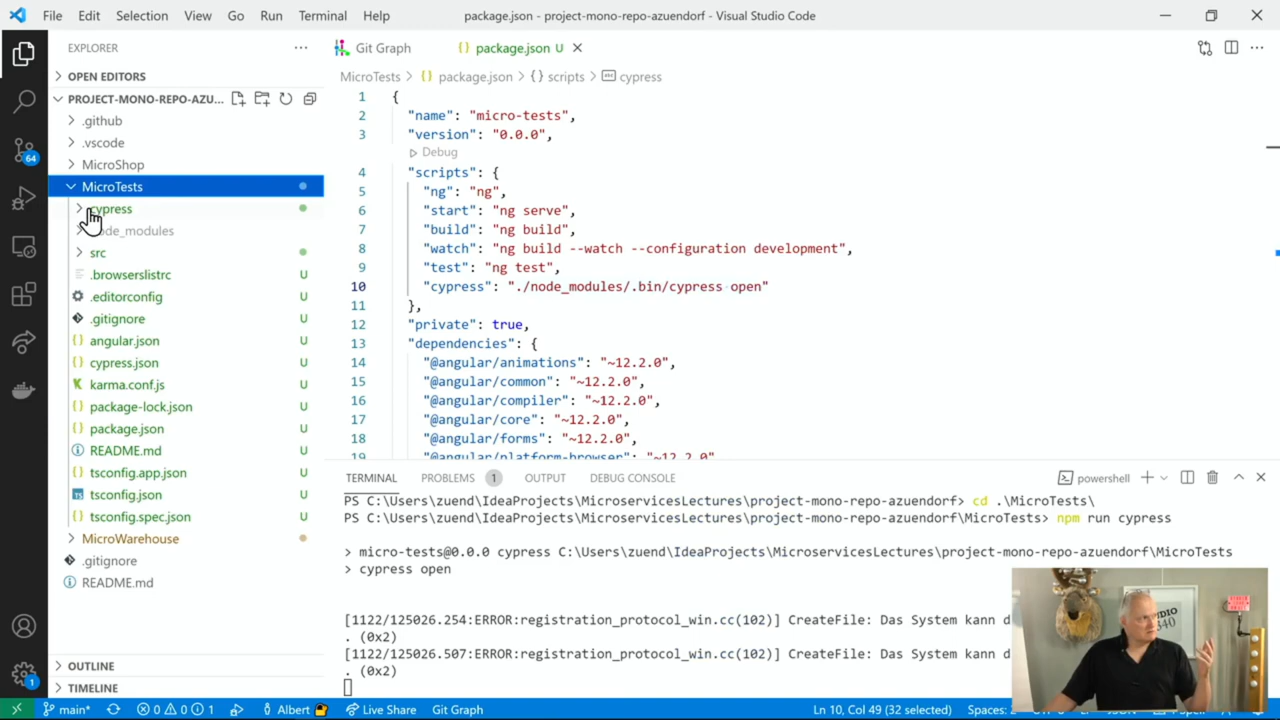 File Edit Selection View Go Run Terminal Help package.json - project-mono-repo-azuendorf - Visual Studio Code
EXPLORER
OPEN EDITORS
PROJECT-MONO-REPO-AZU...
.github
.vscode
MicroShop
MicroTests
cypress
ode_modules
src
.browserslistrc U
.editorconfig U
.gitignore U
angular.json U
cypress.json U
karma.conf.js U
package-lock.json U
package.json U
README.md U
tsconfig.app.json U
tsconfig.json U
tsconfig.spec.json U
MicroWarehouse
.gitignore
README.md
OUTLINE
TIMELINE
64
1
Git Graph package.json U
MicroTests > package.json > scripts > cypress
1 {
2 "name": "micro-tests",
3 "version": "0.0.0",
Debug
4 "scripts": {
5 "ng": "ng",
6 "start": "ng serve",
7 "build": "ng build",
8 "watch": "ng build --watch --configuration development",
9 "test": "ng test",
10 "cypress": "./node_modules/.bin/cypress open"
11 },
12 "private": true,
13 "dependencies": {
14 "@angular/animations": "~12.2.0",
15 "@angular/common": "~12.2.0",
16 "@angular/compiler": "~12.2.0",
17 "@angular/core": "~12.2.0",
18 "@angular/forms": "~12.2.0",
19 "@angular/platform-browser": "~12.2.0"
TERMINAL PROBLEMS 1 OUTPUT DEBUG CONSOLE powershell
PS C:\Users\zuend\IdeaProjects\MicroservicesLectures\project-mono-repo-azuendorf> cd .\MicroTests\
PS C:\Users\zuend\IdeaProjects\MicroservicesLectures\project-mono-repo-azuendorf\MicroTests> npm run cypress
> micro-tests@0.0.0 cypress C:\Users\zuend\IdeaProjects\MicroservicesLectures\project-mono-repo-azuendorf\MicroTests
> cypress open
[1122/125026.254:ERROR:registration_protocol_win.cc(102)] CreateFile: Das System kann d
. (0x2)
[1122/125026.507:ERROR:registration_protocol_win.cc(102)] CreateFile: Das System kann d
. (0x2)
340
main* 0 0 1 Albert Live Share Git Graph Ln 10, Col 49 (32 selected) Spaces: 2